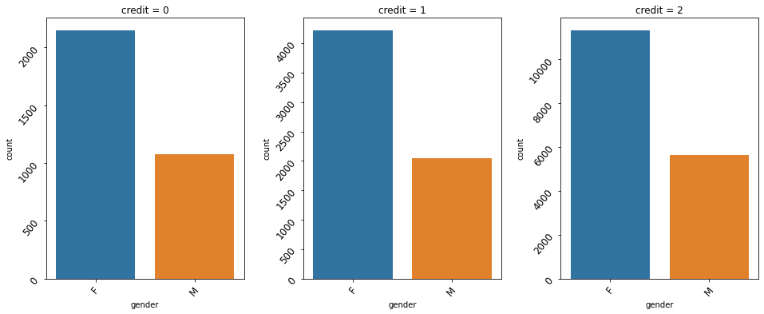 credit = 0
count
2000
1500
1000
500
0
F
M
gender
credit = 1
count
4000
3500
3000
2500
2000
1500
1000
500
0
F
M
gender
credit = 2
count
10000
8000
6000
4000
2000
0
F
M
gender